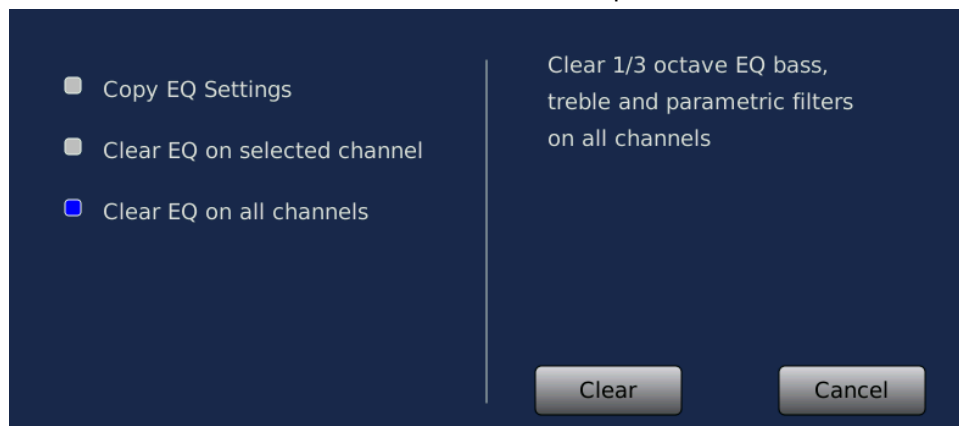 Copy EQ Settings
Clear EQ on selected channel
Clear EQ on all channels
Clear 1/3 octave EQ bass,
treble and parametric filters
on all channels
Clear
Cancel